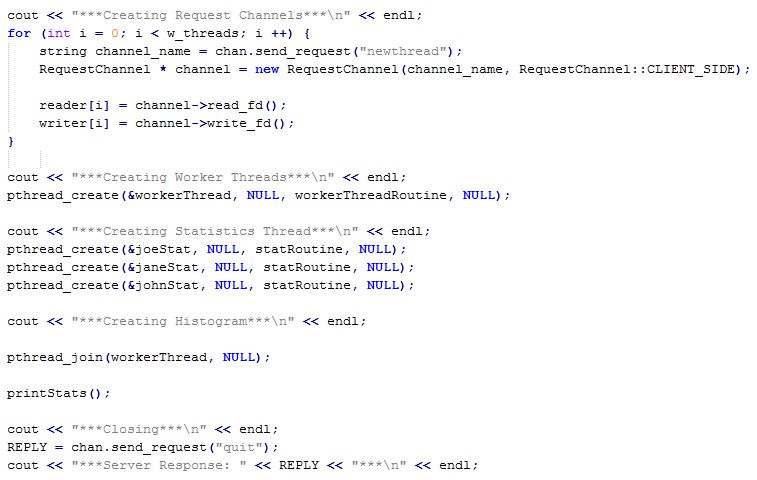 cout << "***Creating Request Channels***\n" << endl;
for (int i = 0; i < w_threads; i ++) {
    string channel_name = chan.send_request("newthread");
    RequestChannel * channel = new RequestChannel(channel_name, RequestChannel::CLIENT_SIDE);
    reader[i] = channel->read_fd();
    writer[i] = channel->write_fd();
}
cout << "***Creating Worker Threads***\n" << endl;
pthread_create(&workerThread, NULL, workerThreadRoutine, NULL);
cout << "***Creating Statistics Thread***\n" << endl;
pthread_create(&joeStat, NULL, statRoutine, NULL);
pthread_create(&janeStat, NULL, statRoutine, NULL);
pthread_create(&johnStat, NULL, statRoutine, NULL);
cout << "***Creating Histogram***\n" << endl;
pthread_join(workerThread, NULL);
printStats();
cout << "***Closing***\n" << endl;
REPLY = chan.send_request("quit");
cout << "***Server Response: " << REPLY << "***\n" << endl;